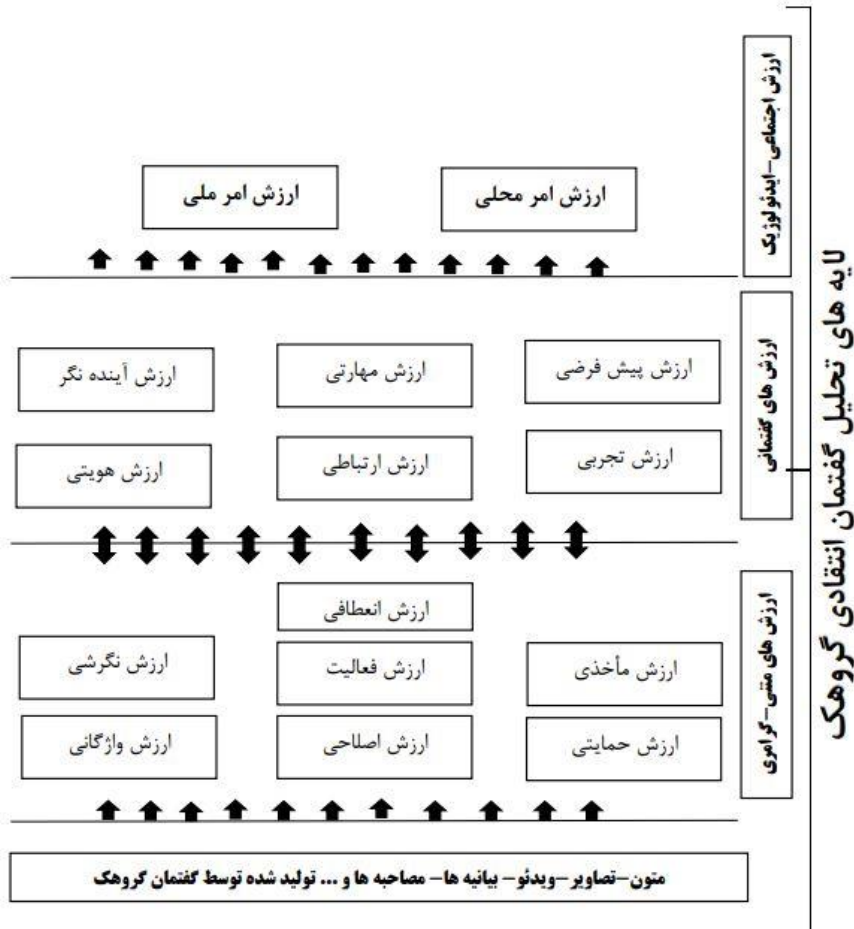 لایه های تحلیل گفتمان انتقادی گروهک
ارزش اجتماعی-ایدئولوژیک
ارزش امر محلی
ارزش امر ملی
ارزش های گفتمانی
ارزش پیش فرضی
ارزش مهارتی
ارزش آینده نگر
ارزش تجربی
ارزش ارتباطی
ارزش هویتی
ارزش های متنی-گرامری
ارزش انعطافی
ارزش مأخذی
ارزش فعالیت
ارزش نگرشی
ارزش حمایتی
ارزش اصلاحی
ارزش واژگانی
متون-تصاویر-ویدئو- بیانیه ها- مصاحبه ها و ... تولید شده توسط گفتمان گروهک